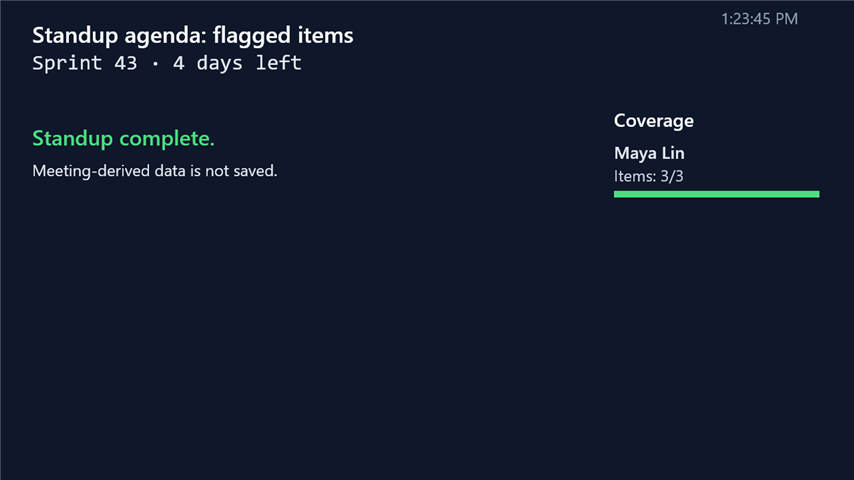 1:23:45 PM
Standup agenda: flagged items
Sprint 43 · 4 days left
Standup complete.
Meeting-derived data is not saved.
Coverage
Maya Lin
Items: 3/3